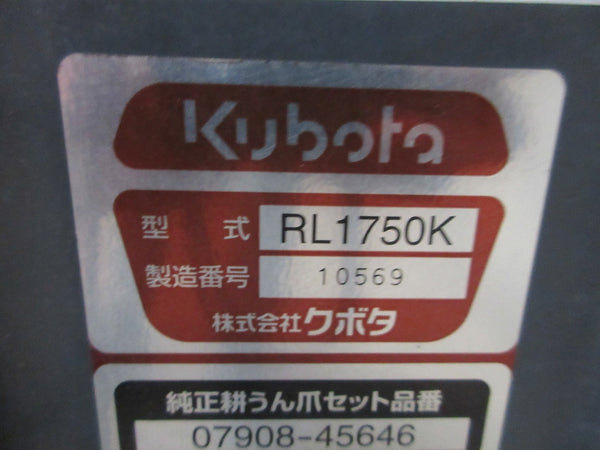 Kubota
型 式 RL1750K
製造番号 10569
株式会社クボタ
純正耕うん爪セット品番
07908-45646